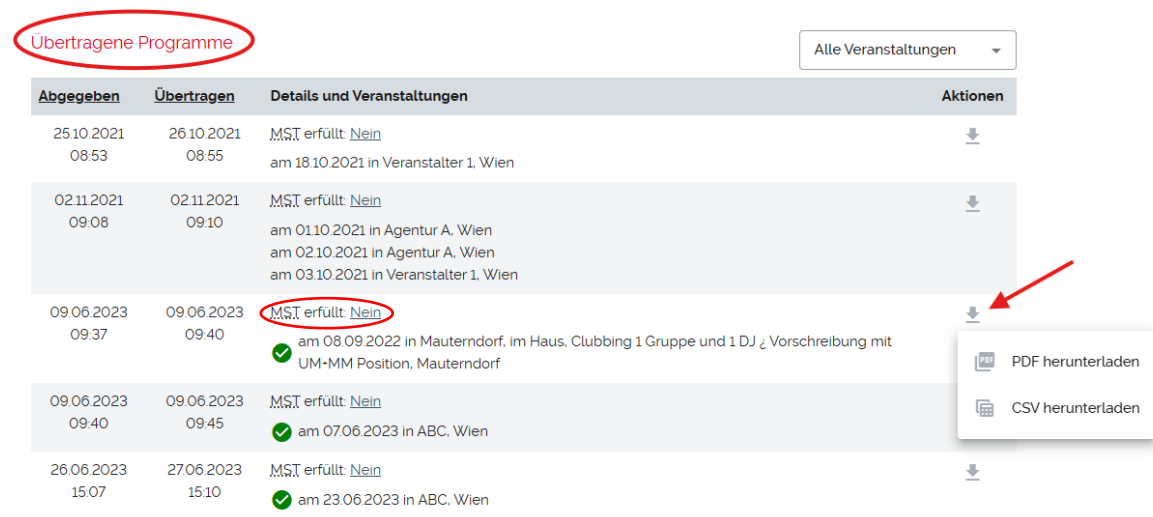 Übertragene Programme
Alle Veranstaltungen
Abgegeben Übertragen Details und Veranstaltungen Aktionen
25.10.2021 26.10.2021 MST erfüllt: Nein
08:53 08:55
am 18.10.2021 in Veranstalter 1, Wien
02.11.2021 02.11.2021 MST erfüllt: Nein
09:08 09:10
am 01.10.2021 in Agentur A, Wien
am 02.10.2021 in Agentur A, Wien
am 03.10.2021 in Veranstalter 1, Wien
09.06.2023 09.06.2023 MST erfüllt: Nein
09:37 09:40
am 08.09.2022 in Mauterndorf, im Haus, Clubbing 1 Gruppe und 1 DJ ¿ Vorschreibung mit
UM+MM Position, Mauterndorf
PDF PDF herunterladen
CSV herunterladen
09.06.2023 09.06.2023 MST erfüllt: Nein
09:40 09:45
am 07.06.2023 in ABC, Wien
26.06.2023 27.06.2023 MST erfüllt: Nein
15:07 15:10
am 23.06.2023 in ABC, Wien